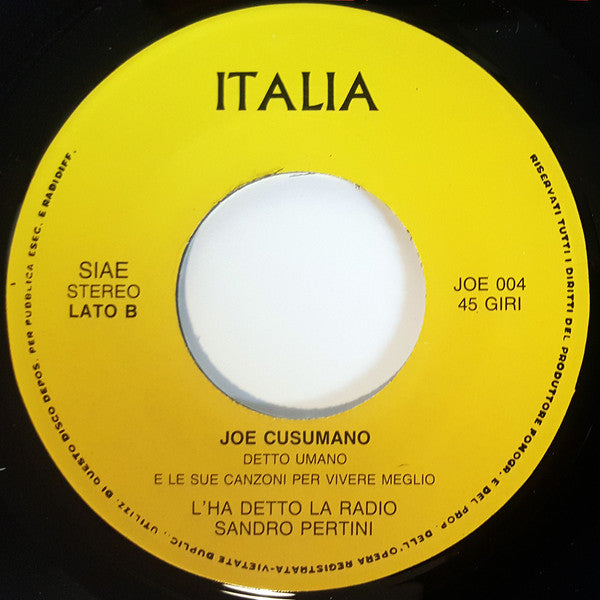 ITALIA
SIAE
STEREO
LATO B
JOE 004
45 GIRI
JOE CUSUMANO
DETTO UMANO
E LE SUE CANZONI PER VIVERE MEGLIO
L'HA DETTO LA RADIO
SANDRO PERTINI
RISERVATI TUTTI I DIRITTI DEL PRODUTTORE FONOGR. E DEL PROP. DELL'OPERA REGISTRATA-VIETATE DUPLIC., UTILIZZ. DI QUESTO DISCO DEPOS. PER PUBBLICA ESEC. E RADIDIFF.